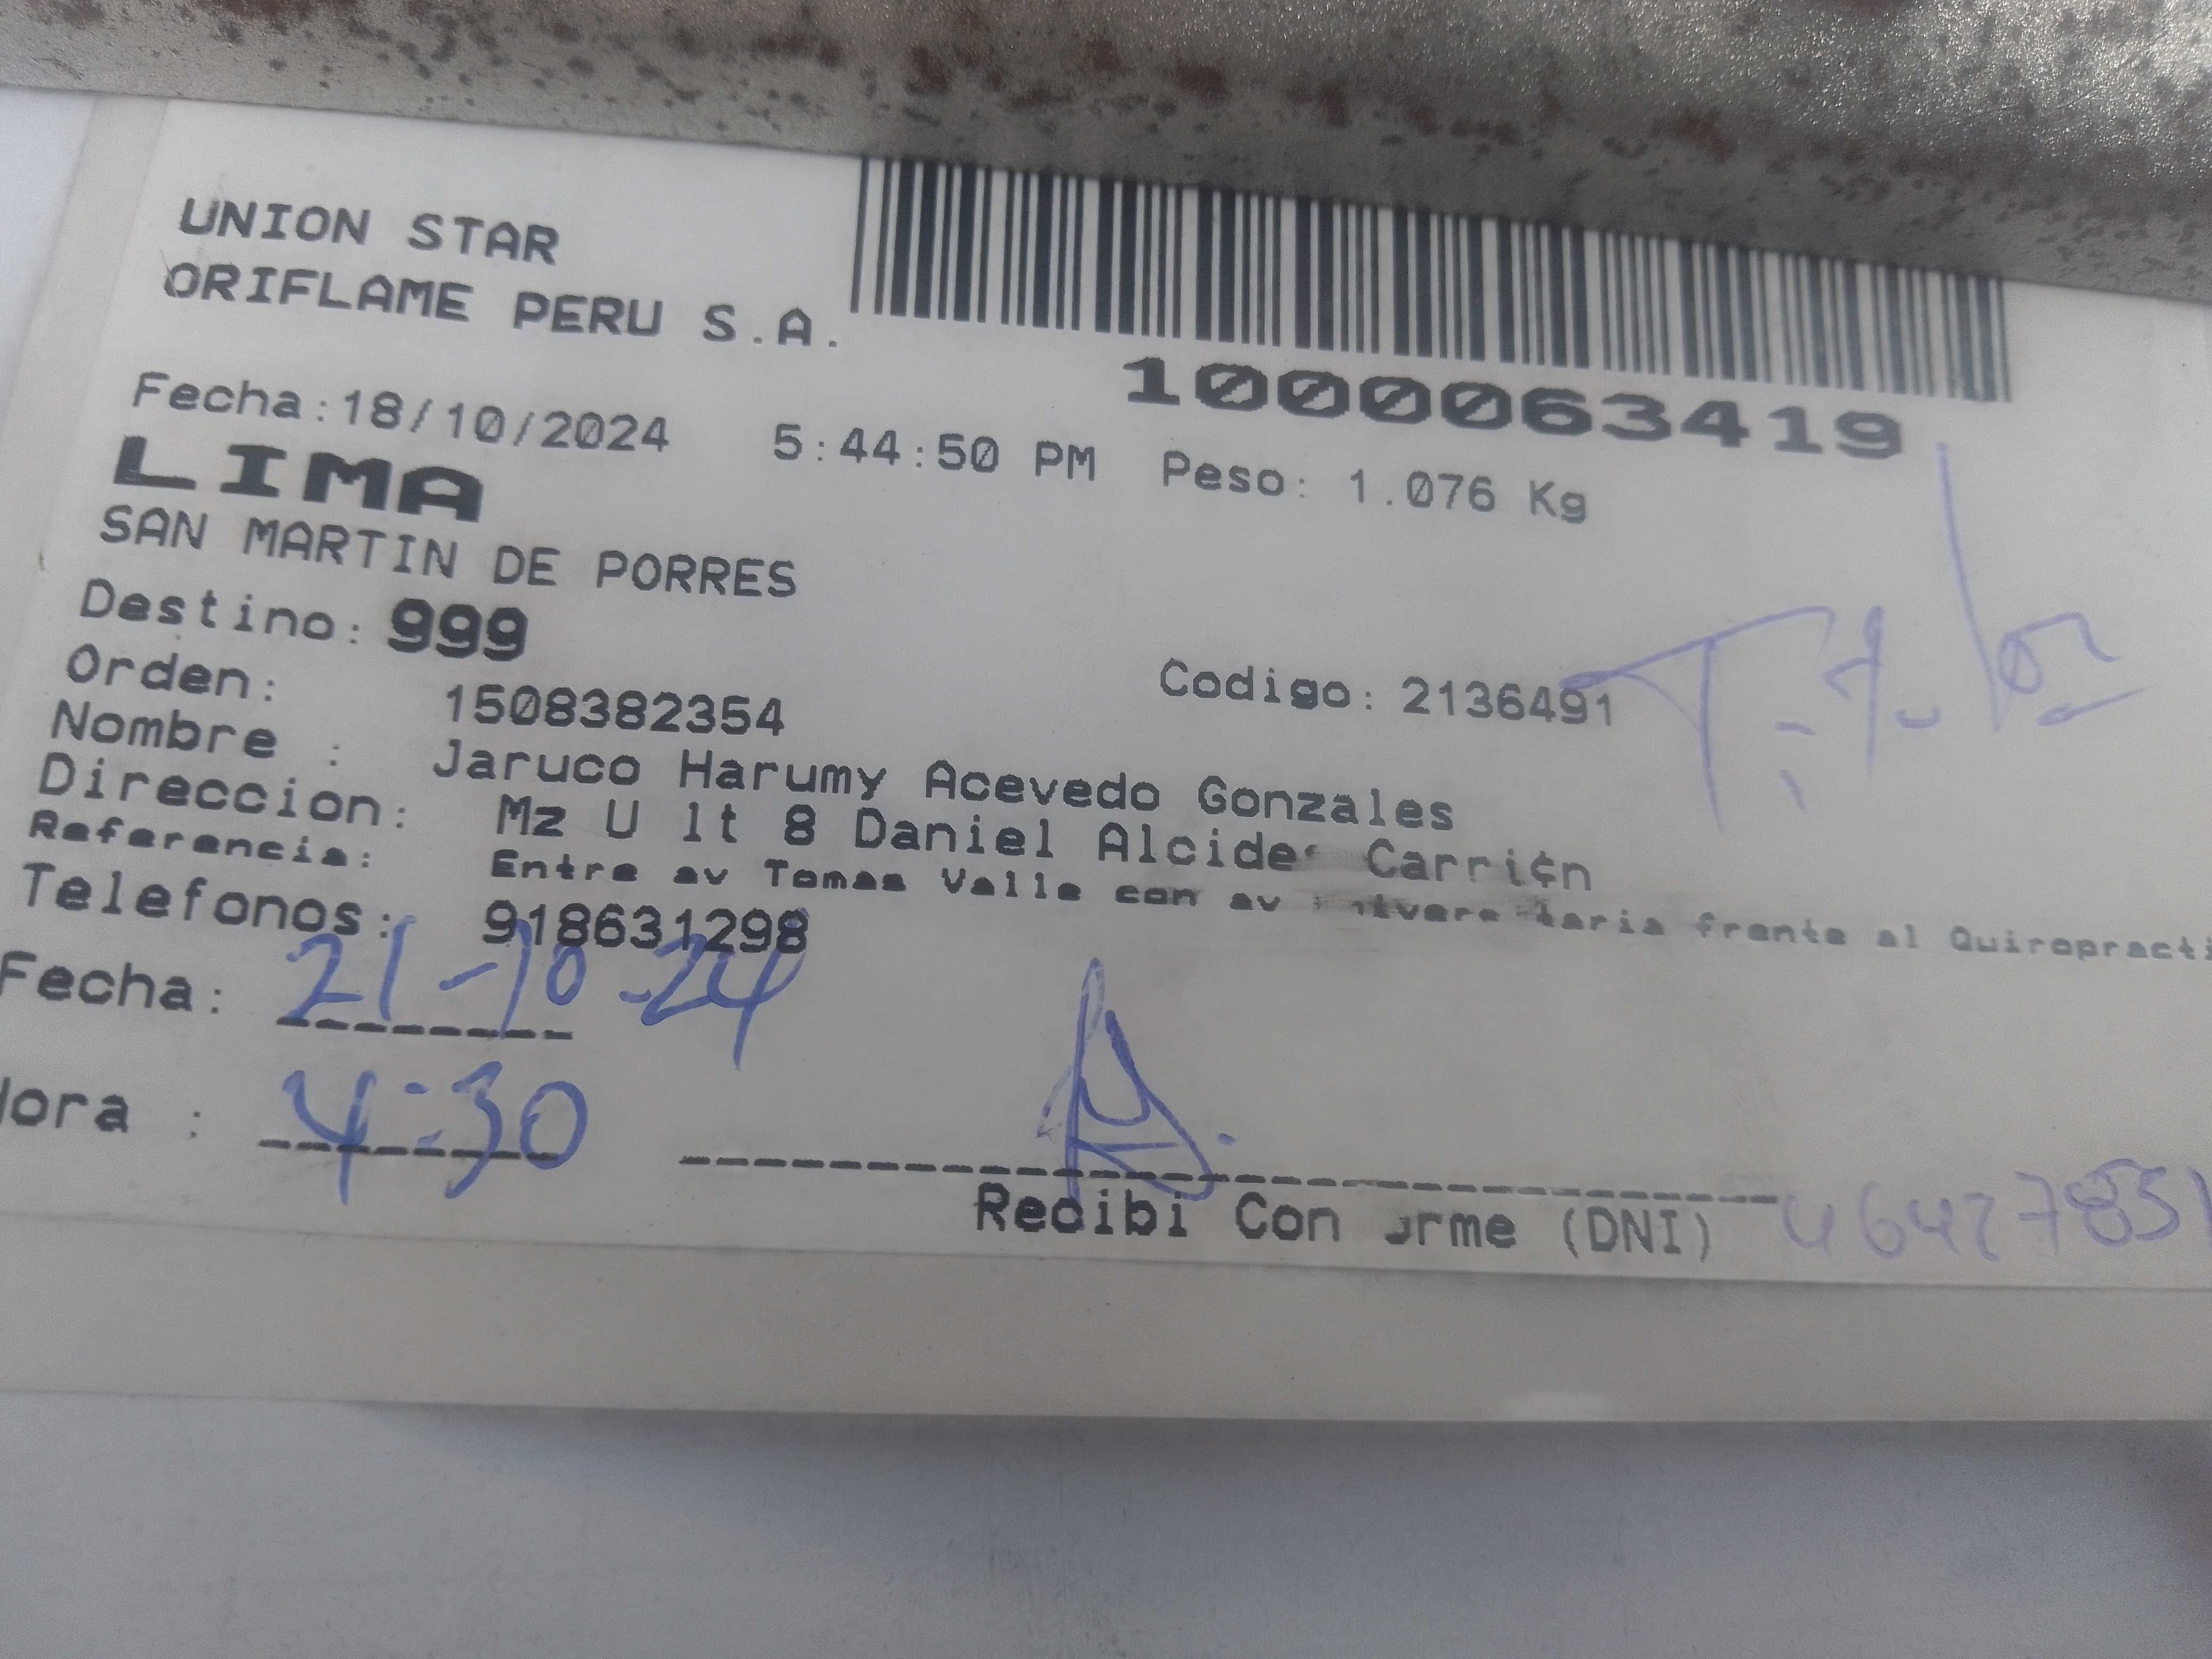 UNION STAR
ORIFLAME PERU S.A.
1000063419
Fecha:18/10/2024 5:44:50 PM Peso: 1.076 Kg
LIMA
SAN MARTIN DE PORRES
Destino: 999
Orden: 1508382354 Codigo: 2136491
Nombre : Jaruco Harumy Acevedo Gonzales
Direccion: Mz U lt 8 Daniel Alcide Carri¢n
Referencia: Entre av Tomas Valle con av frente al Quiropracti
Telefonos: 918631298
Fecha: 21-10-24
Hora : 4:30
Recibi Con rme (DNI)